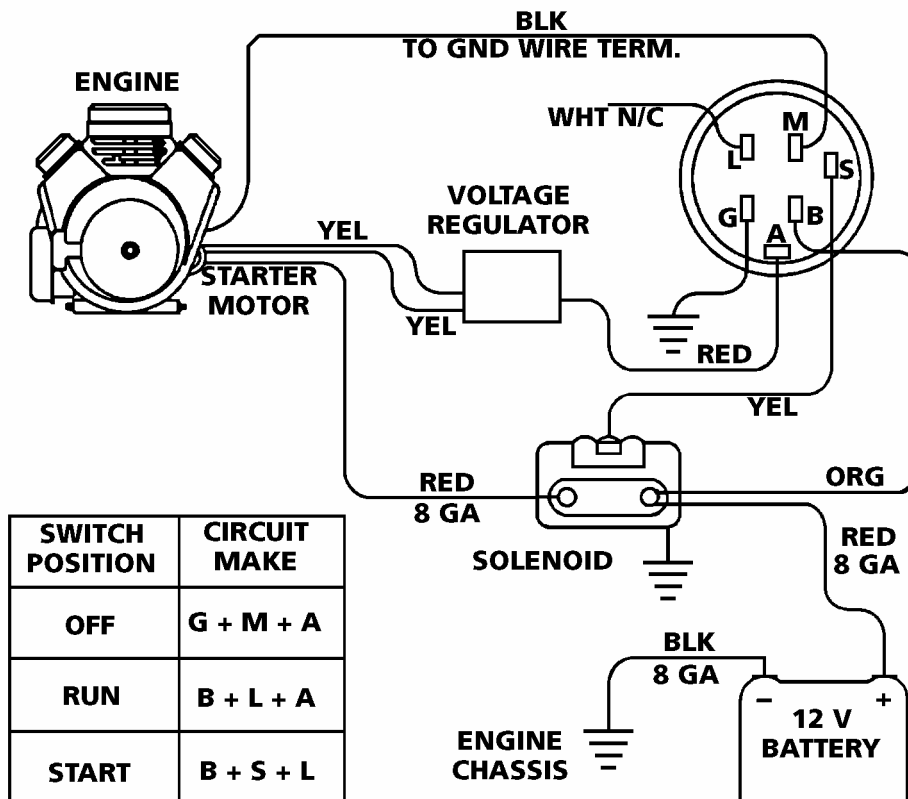 BLK
TO GND WIRE TERM.
ENGINE
WHT N/C
L
M
S
G
B
A
VOLTAGE
REGULATOR
YEL
STARTER
MOTOR
YEL
RED
YEL
RED
8 GA
ORG
SOLENOID
RED
8 GA
SWITCH
POSITION
CIRCUIT
MAKE
OFF
G + M + A
RUN
B + L + A
START
B + S + L
BLK
8 GA
ENGINE
CHASSIS
– +
12 V
BATTERY